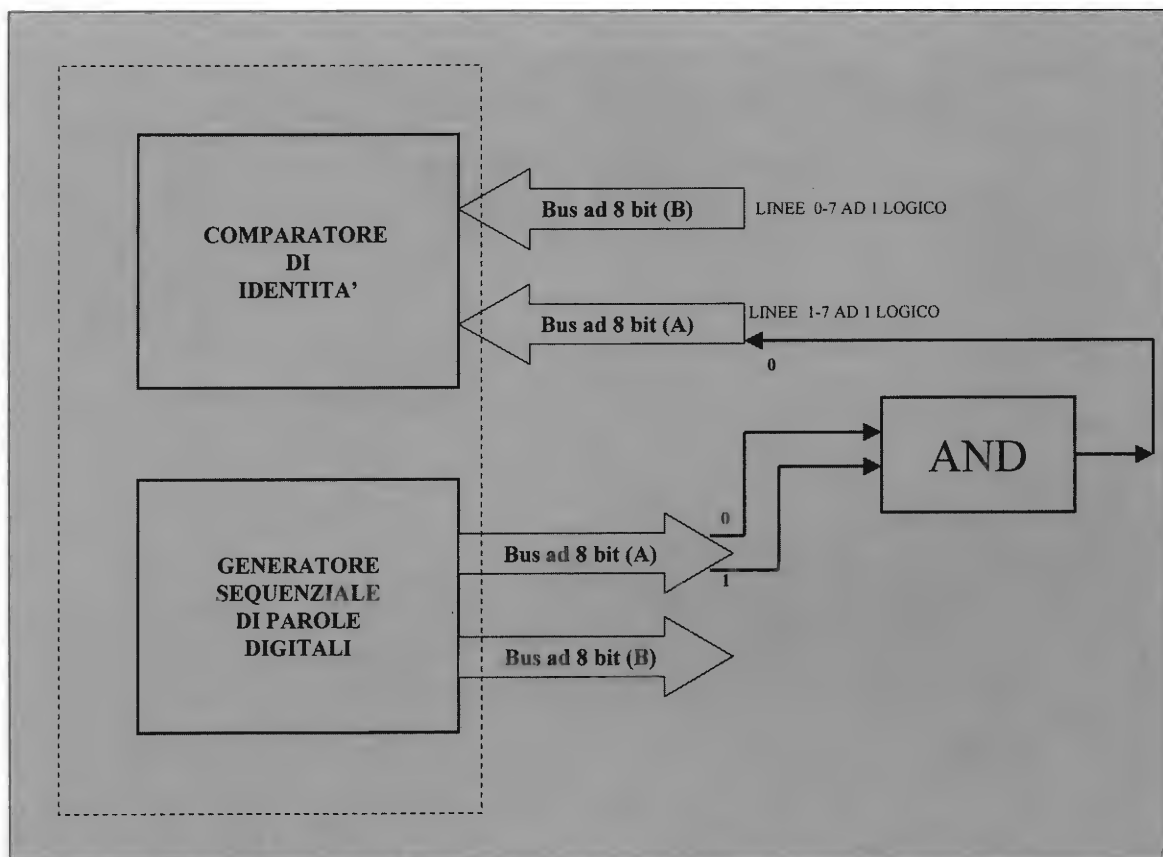 COMPARATORE
DI
IDENTITA'
Bus ad 8 bit (B)
LINEE 0-7 AD 1 LOGICO
Bus ad 8 bit (A)
LINEE 1-7 AD 1 LOGICO
0
AND
GENERATORE
SEQUENZIALE
DI PAROLE
DIGITALI
Bus ad 8 bit (A)
0
1
Bus ad 8 bit (B)